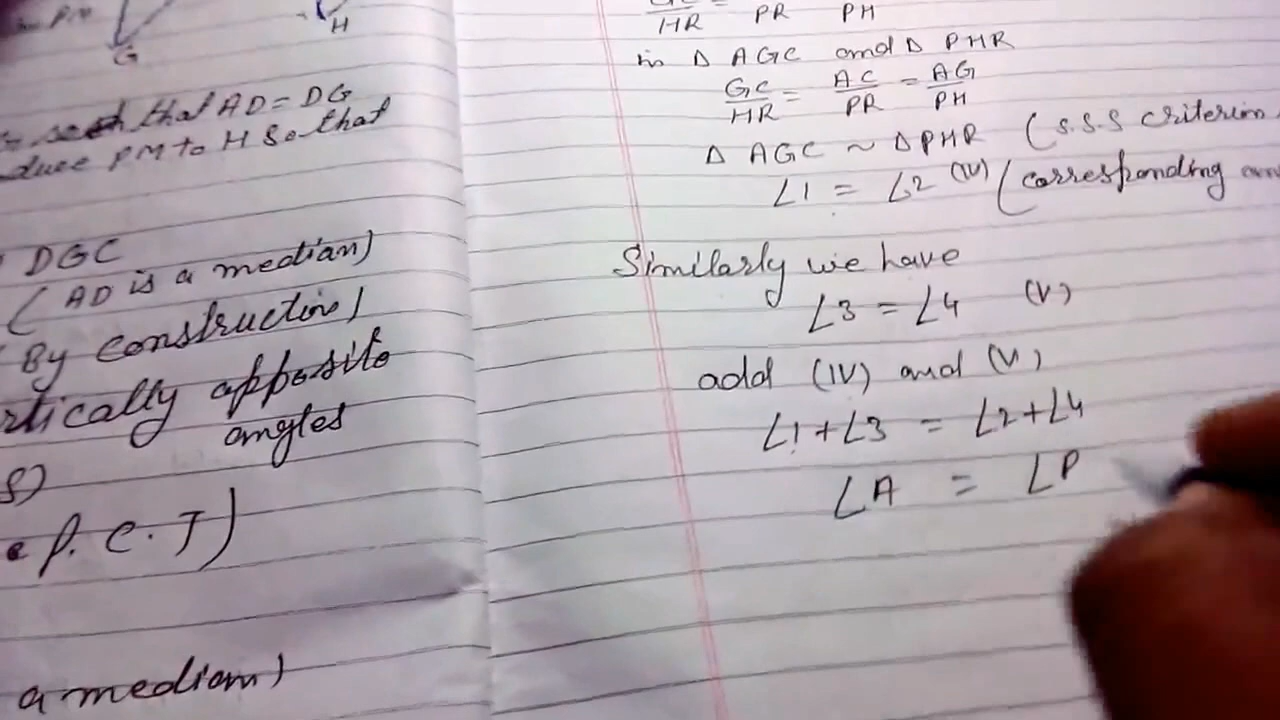 H
G
such that AD = DG
duce PM to H So that
DGC
( AD is a median)
By construction)
rtically opposite
angles
S)
c P. C. T)
a median)
HR PR PH
in Δ AGC and Δ PHR
GC/HR = AC/PR = AG/PH
Δ AGC ~ Δ PHR ( S.S.S criterion
∠1 = ∠2 (IV) (corresponding
Similarly we have
∠3 = ∠4 (V)
add (IV) and (V)
∠1+∠3 = ∠2+∠4
∠A = ∠P